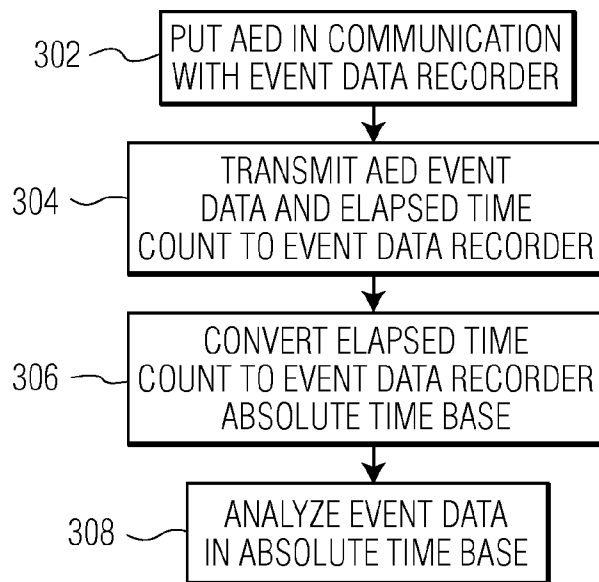 302
PUT AED IN COMMUNICATION
WITH EVENT DATA RECORDER
304
TRANSMIT AED EVENT
DATA AND ELAPSED TIME
COUNT TO EVENT DATA RECORDER
306
CONVERT ELAPSED TIME
COUNT TO EVENT DATA RECORDER
ABSOLUTE TIME BASE
308
ANALYZE EVENT DATA
IN ABSOLUTE TIME BASE